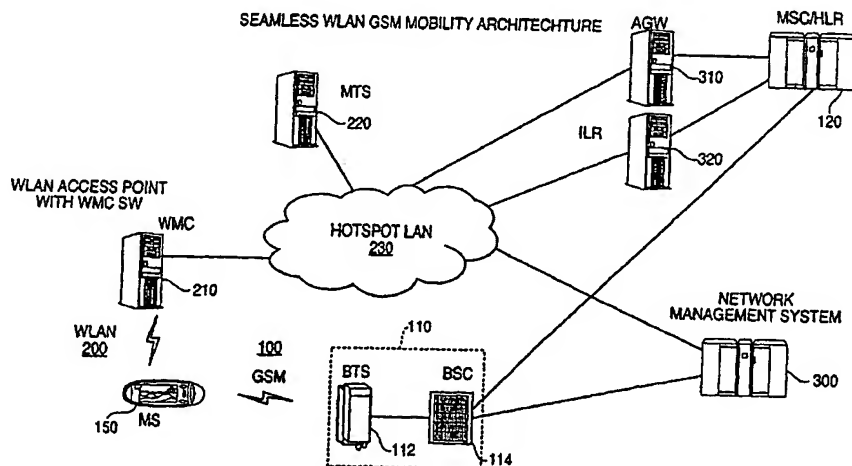 SEAMLESS WLAN GSM MOBILITY ARCHITECHTURE
AGW
MSC/HLR
310
120
MTS
220
ILR
320
WLAN ACCESS POINT
WITH WMC SW
WMC
210
HOTSPOT LAN
230
NETWORK
MANAGEMENT SYSTEM
300
WLAN
200
100
GSM
110
BTS
BSC
150
MS
112
114